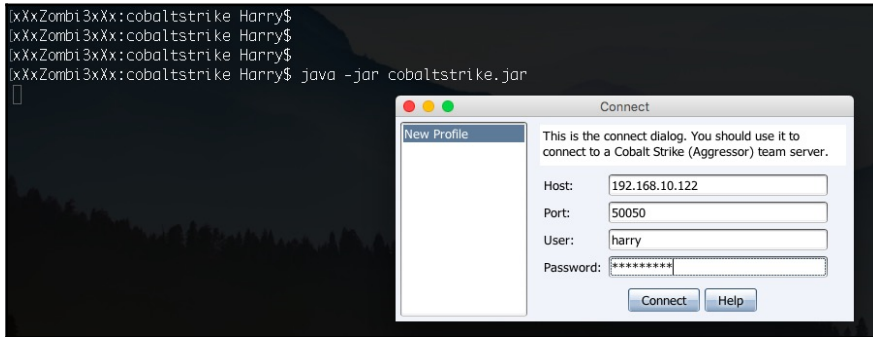 [xXxZombi3xXx:cobaltstrike Harry$
[xXxZombi3xXx:cobaltstrike Harry$
[xXxZombi3xXx:cobaltstrike Harry$
[xXxZombi3xXx:cobaltstrike Harry$ java -jar cobaltstrike.jar
Connect
New Profile
This is the connect dialog. You should use it to
connect to a Cobalt Strike (Aggressor) team server.
Host: 192.168.10.122
Port: 50050
User: harry
Password: *********
Connect Help